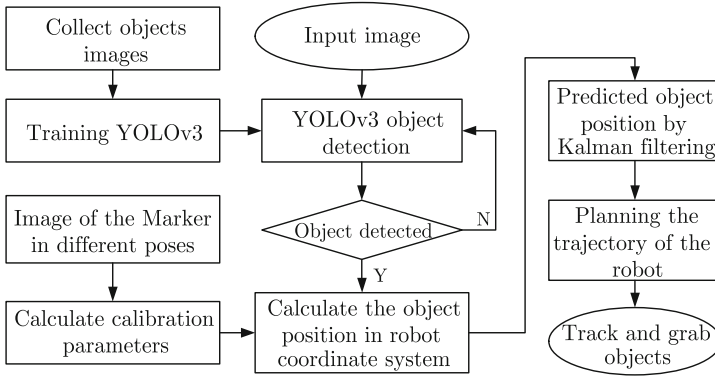 Collect objects
images
Input image
Training YOLOv3
YOLOv3 object
detection
Predicted object
position by
Kalman filtering
Image of the Marker
in different poses
Object detected
N
Y
Planning the
trajectory of the
robot
Calculate calibration
parameters
Calculate the object
position in robot
coordinate system
Track and grab
objects